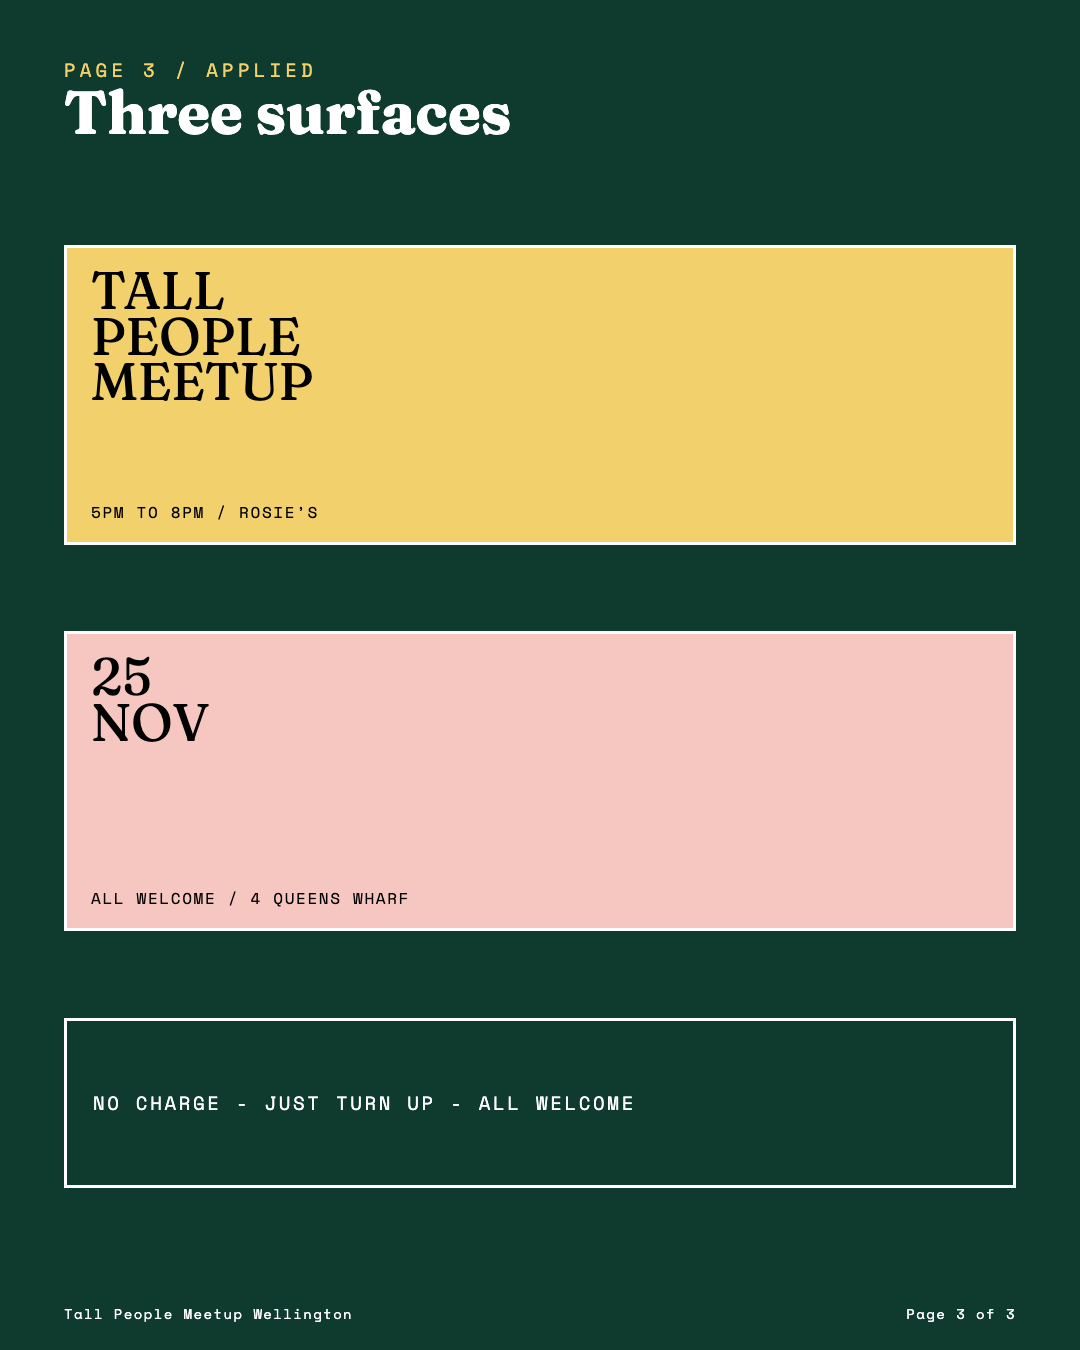 PAGE 3 / APPLIED
Three surfaces
TALL
PEOPLE
MEETUP
5PM TO 8PM / ROSIE’S
25
NOV
ALL WELCOME / 4 QUEENS WHARF
NO CHARGE - JUST TURN UP - ALL WELCOME
Tall People Meetup Wellington
Page 3 of 3